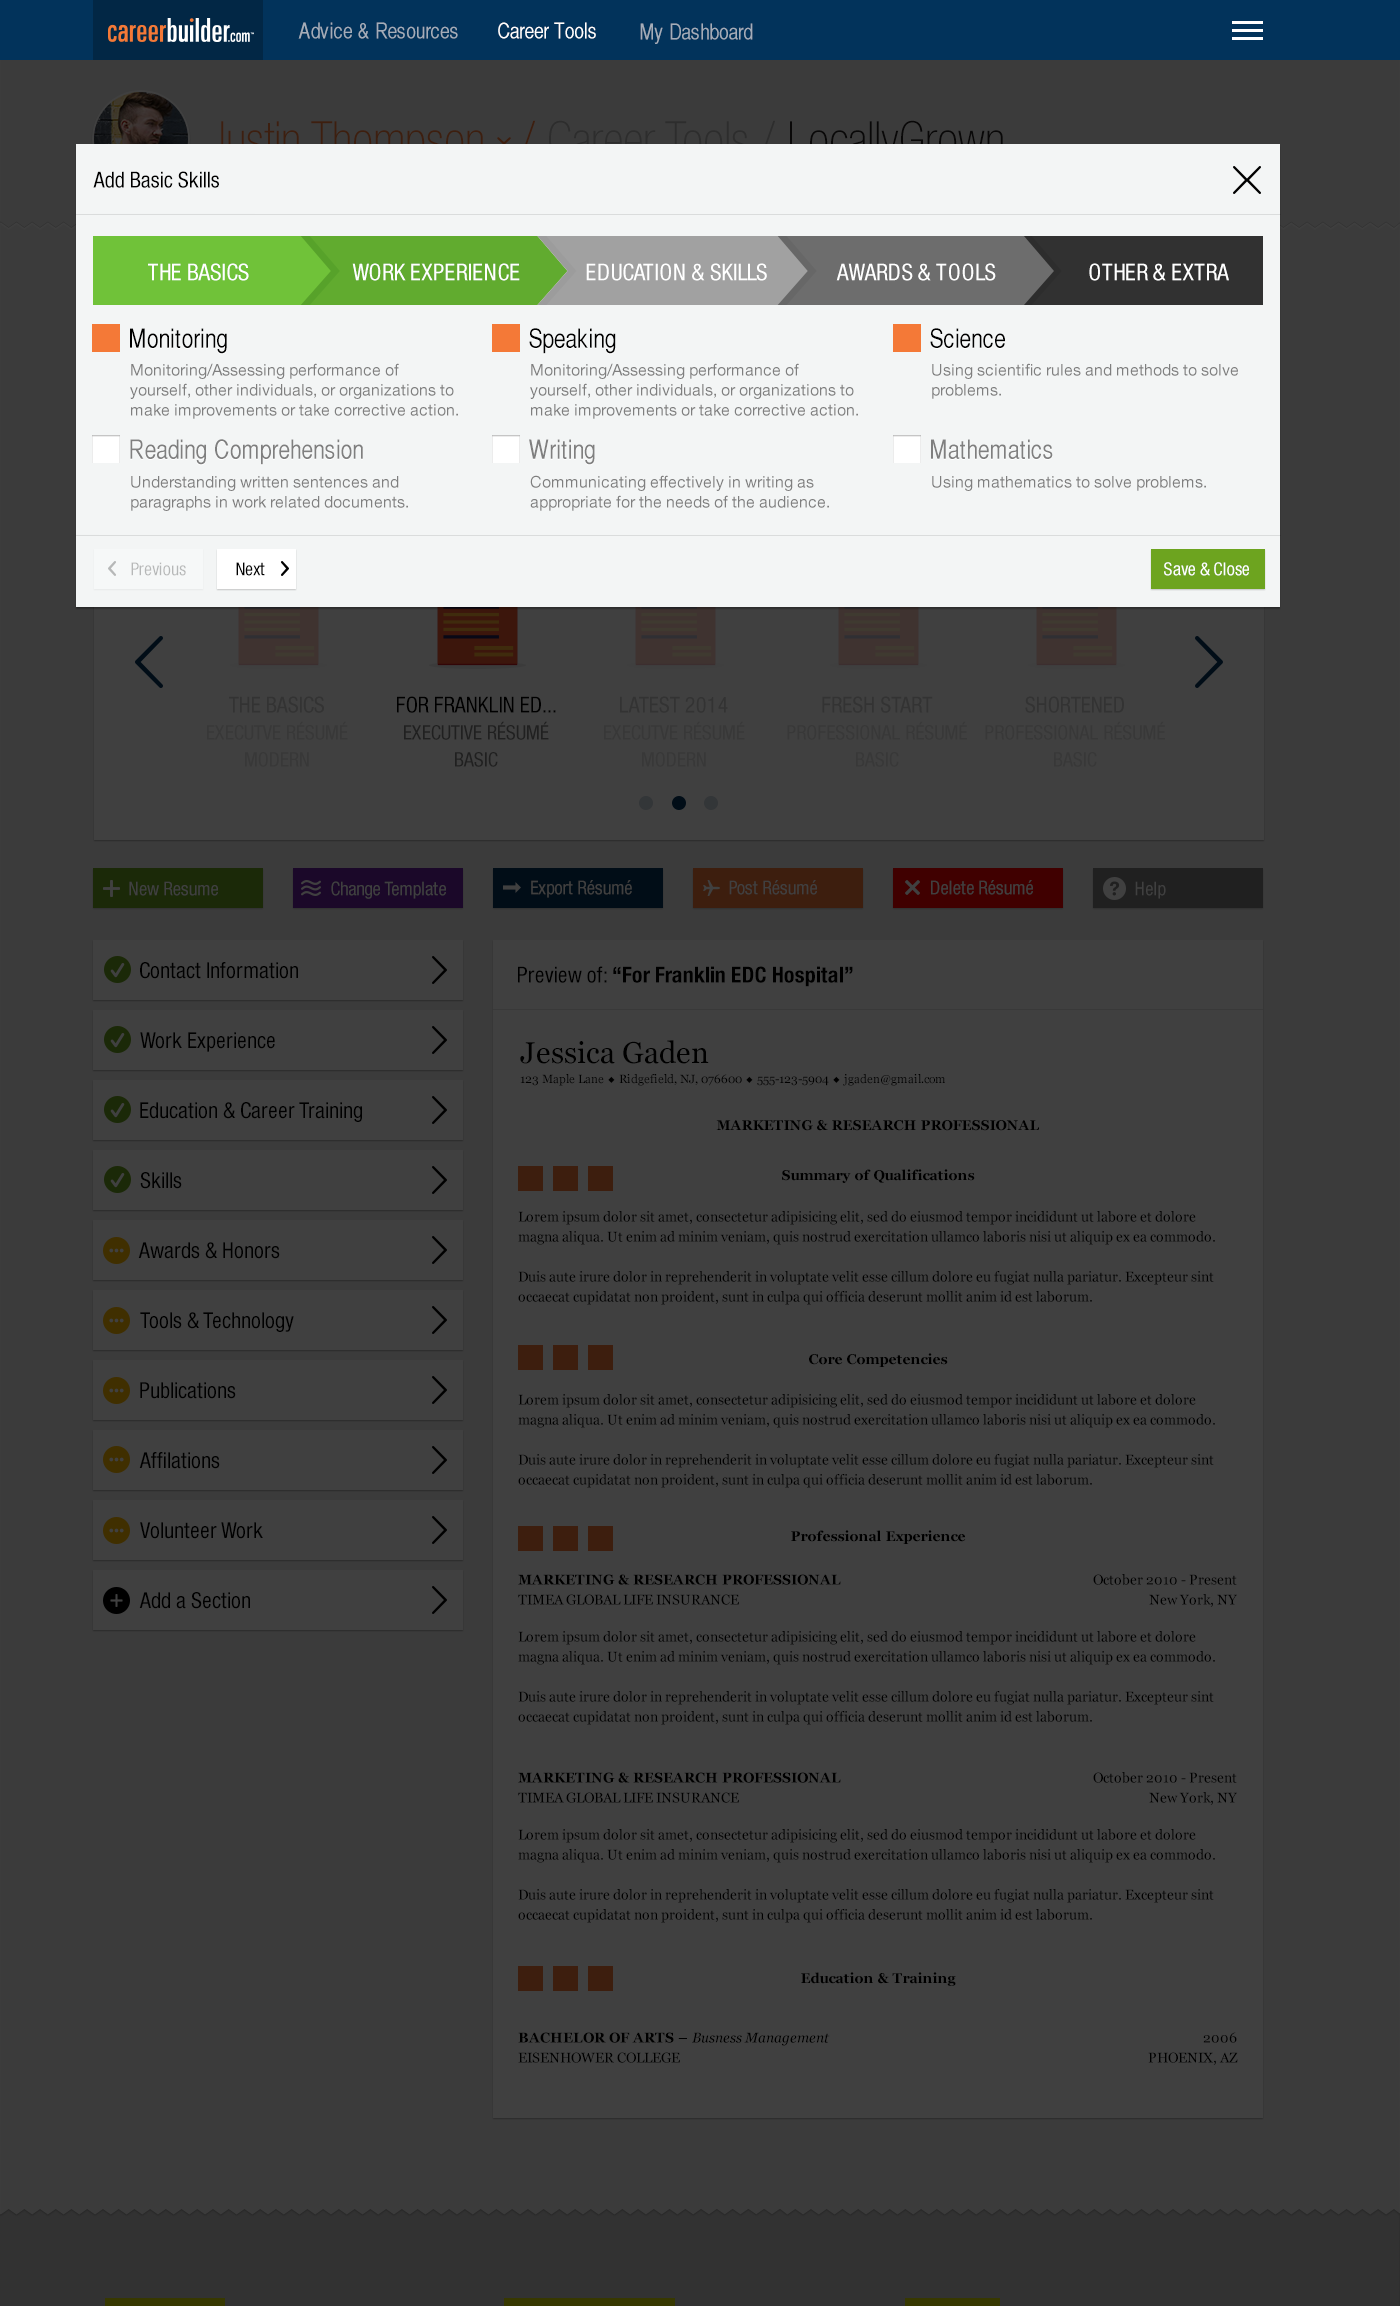 careerbuilder.com™
Advice & Resources
Career Tools
My Dashboard
Justin Thompson / Career Tools / LocallyGrown
Add Basic Skills
THE BASICS
WORK EXPERIENCE
EDUCATION & SKILLS
AWARDS & TOOLS
OTHER & EXTRA
Monitoring
Monitoring/Assessing performance of
yourself, other individuals, or organizations to
make improvements or take corrective action.
Speaking
Monitoring/Assessing performance of
yourself, other individuals, or organizations to
make improvements or take corrective action.
Science
Using scientific rules and methods to solve
problems.
Reading Comprehension
Understanding written sentences and
paragraphs in work related documents.
Writing
Communicating effectively in writing as
appropriate for the needs of the audience.
Mathematics
Using mathematics to solve problems.
Previous
Next
Save & Close
THE BASICS
EXECUTVE RÉSUMÉ
MODERN
FOR FRANKLIN ED...
EXECUTIVE RÉSUMÉ
BASIC
LATEST 2014
EXECUTVE RÉSUMÉ
MODERN
FRESH START
PROFESSIONAL RÉSUMÉ
BASIC
SHORTENED
PROFESSIONAL RÉSUMÉ
BASIC
New Resume
Change Template
Export Résumé
Post Résumé
Delete Résumé
Help
Contact Information
Work Experience
Education & Career Training
Skills
Awards & Honors
Tools & Technology
Publications
Affilations
Volunteer Work
Add a Section
Preview of: “For Franklin EDC Hospital”
Jessica Gaden
123 Maple Lane ◆ Ridgefield, NJ, 076600 ◆ 555-123-5904 ◆ jgaden@gmail.com
MARKETING & RESEARCH PROFESSIONAL
Summary of Qualifications
Lorem ipsum dolor sit amet, consectetur adipisicing elit, sed do eiusmod tempor incididunt ut labore et dolore
magna aliqua. Ut enim ad minim veniam, quis nostrud exercitation ullamco laboris nisi ut aliquip ex ea commodo.
Duis aute irure dolor in reprehenderit in voluptate velit esse cillum dolore eu fugiat nulla pariatur. Excepteur sint
occaecat cupidatat non proident, sunt in culpa qui officia deserunt mollit anim id est laborum.
Core Competencies
Lorem ipsum dolor sit amet, consectetur adipisicing elit, sed do eiusmod tempor incididunt ut labore et dolore
magna aliqua. Ut enim ad minim veniam, quis nostrud exercitation ullamco laboris nisi ut aliquip ex ea commodo.
Duis aute irure dolor in reprehenderit in voluptate velit esse cillum dolore eu fugiat nulla pariatur. Excepteur sint
occaecat cupidatat non proident, sunt in culpa qui officia deserunt mollit anim id est laborum.
Professional Experience
MARKETING & RESEARCH PROFESSIONAL
October 2010 - Present
TIMEA GLOBAL LIFE INSURANCE
New York, NY
Lorem ipsum dolor sit amet, consectetur adipisicing elit, sed do eiusmod tempor incididunt ut labore et dolore
magna aliqua. Ut enim ad minim veniam, quis nostrud exercitation ullamco laboris nisi ut aliquip ex ea commodo.
Duis aute irure dolor in reprehenderit in voluptate velit esse cillum dolore eu fugiat nulla pariatur. Excepteur sint
occaecat cupidatat non proident, sunt in culpa qui officia deserunt mollit anim id est laborum.
MARKETING & RESEARCH PROFESSIONAL
October 2010 - Present
TIMEA GLOBAL LIFE INSURANCE
New York, NY
Lorem ipsum dolor sit amet, consectetur adipisicing elit, sed do eiusmod tempor incididunt ut labore et dolore
magna aliqua. Ut enim ad minim veniam, quis nostrud exercitation ullamco laboris nisi ut aliquip ex ea commodo.
Duis aute irure dolor in reprehenderit in voluptate velit esse cillum dolore eu fugiat nulla pariatur. Excepteur sint
occaecat cupidatat non proident, sunt in culpa qui officia deserunt mollit anim id est laborum.
Education & Training
BACHELOR OF ARTS – Busness Management
2006
EISENHOWER COLLEGE
PHOENIX, AZ